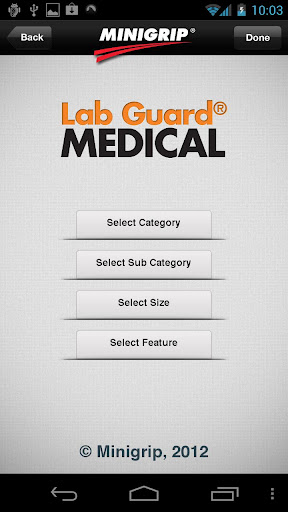 10:03
Back
MINIGRIP®
Done
Lab Guard®
MEDICAL
Select Category
Select Sub Category
Select Size
Select Feature
© Minigrip, 2012